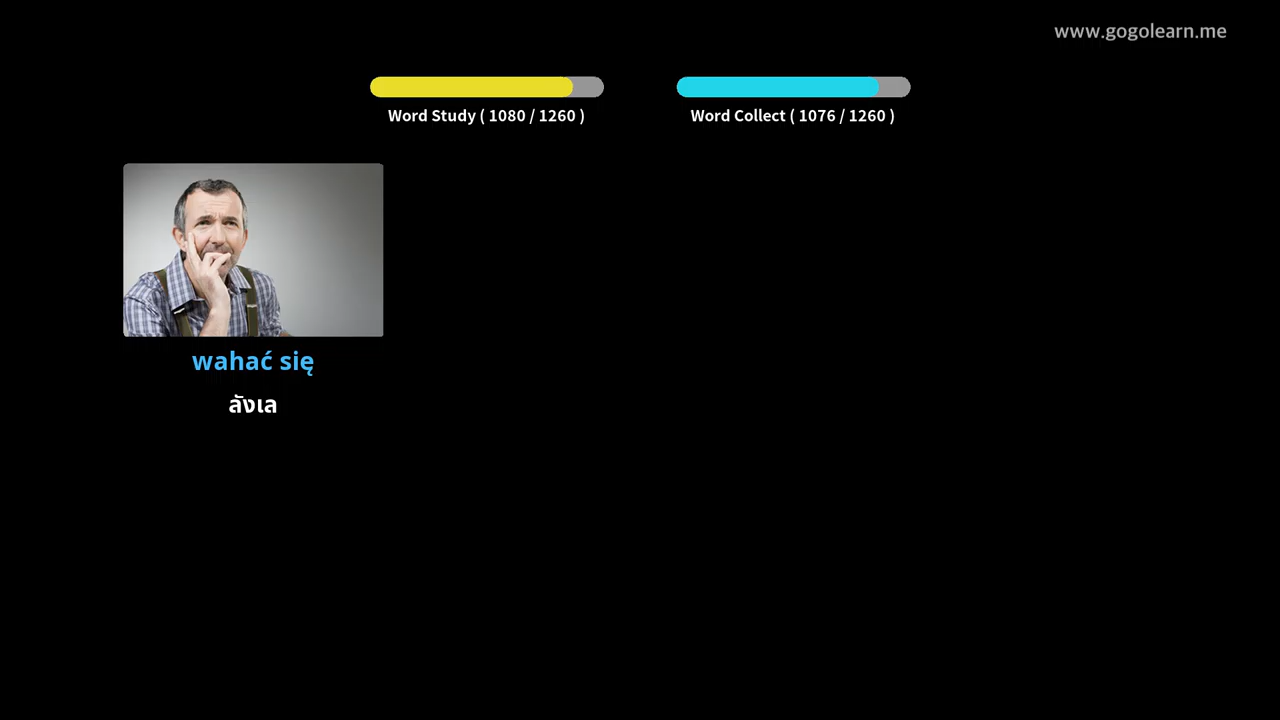 www.gogolearn.me
Word Study ( 1080 / 1260 )
Word Collect ( 1076 / 1260 )
wahać się
ลังเล